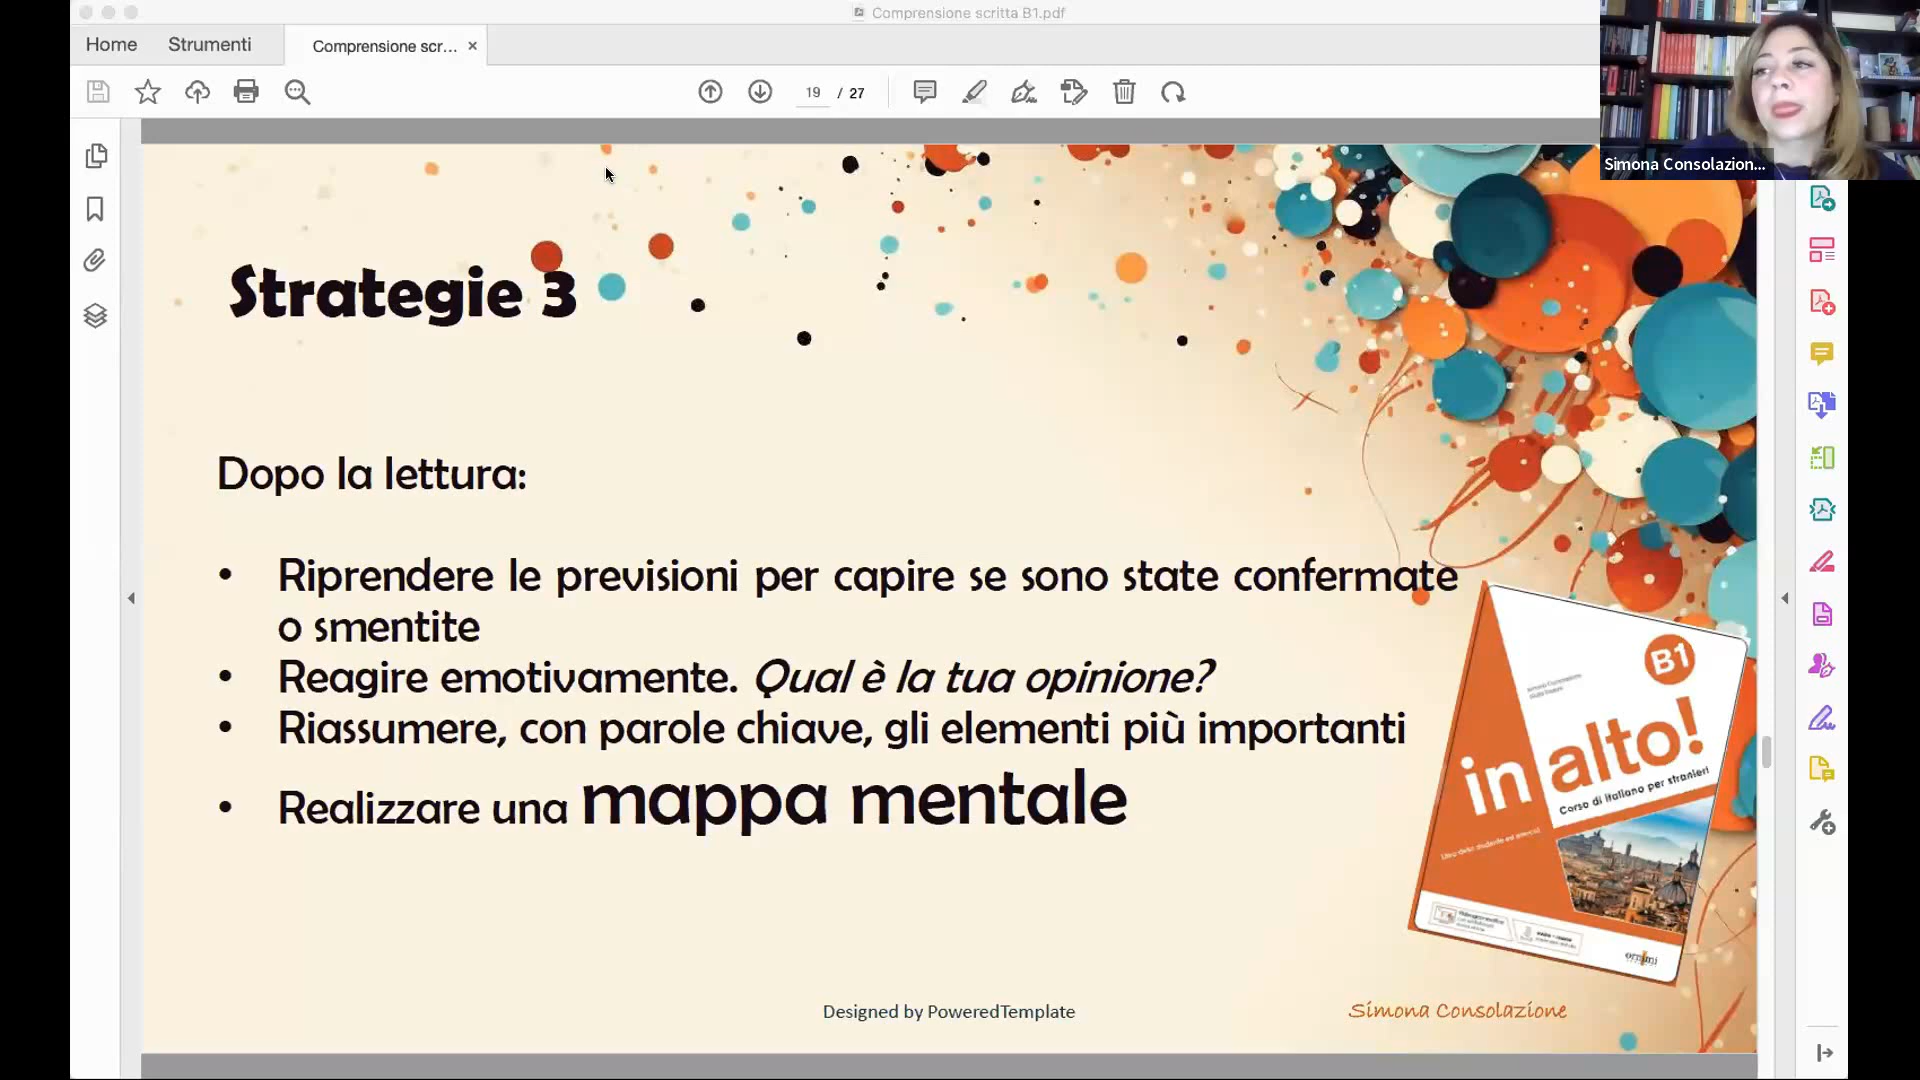 Comprensione scritta B1.pdf
Home
Strumenti
Comprensione scr...
19 / 27
Simona Consolazion...
Strategie 3
Dopo la lettura:
• Riprendere le previsioni per capire se sono state confermate
o smentite
• Reagire emotivamente. Qual è la tua opinione?
• Riassumere, con parole chiave, gli elementi più importanti
• Realizzare una mappa mentale
B1
in alto!
Corso di italiano per stranieri
Designed by PoweredTemplate
Simona Consolazione